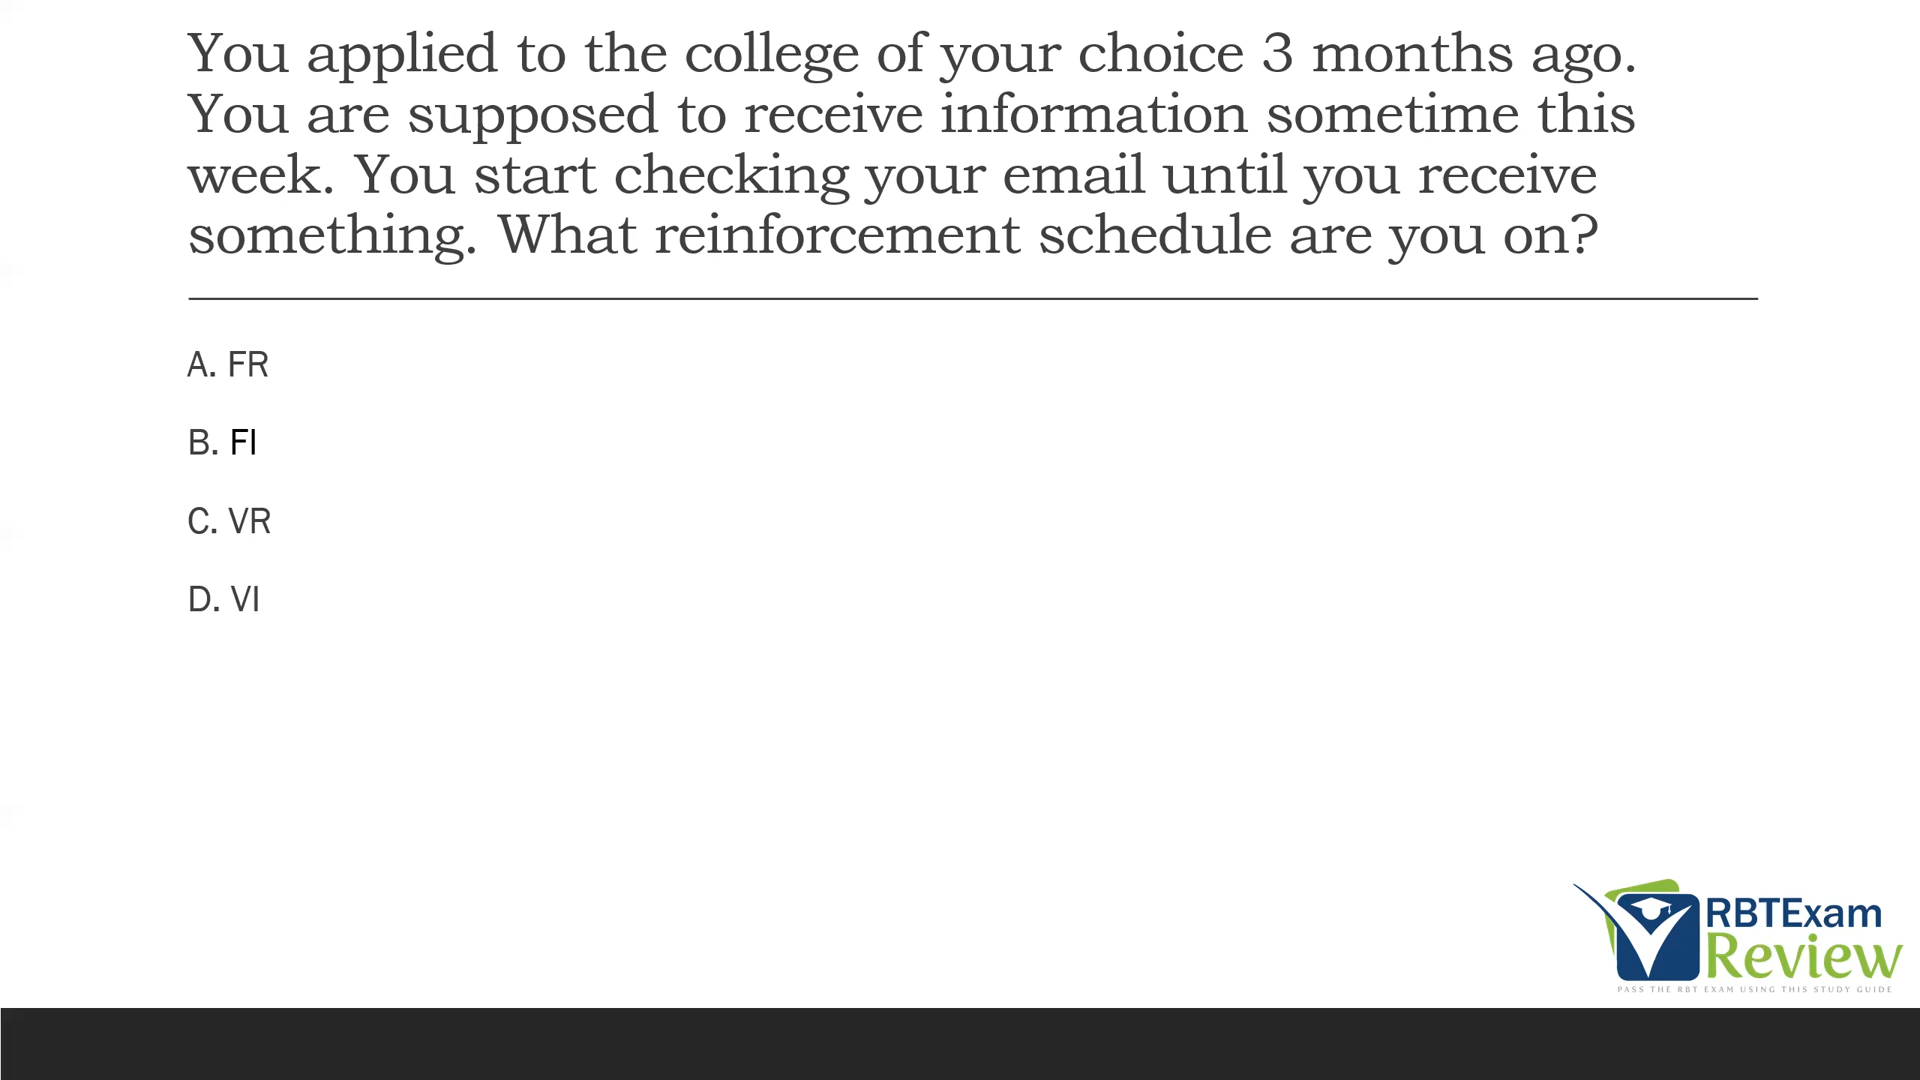 You applied to the college of your choice 3 months ago.
You are supposed to receive information sometime this
week. You start checking your email until you receive
something. What reinforcement schedule are you on?
A. FR
B. FI
C. VR
D. VI
RBTExam
Review
PASS THE RBT EXAM USING THIS STUDY GUIDE